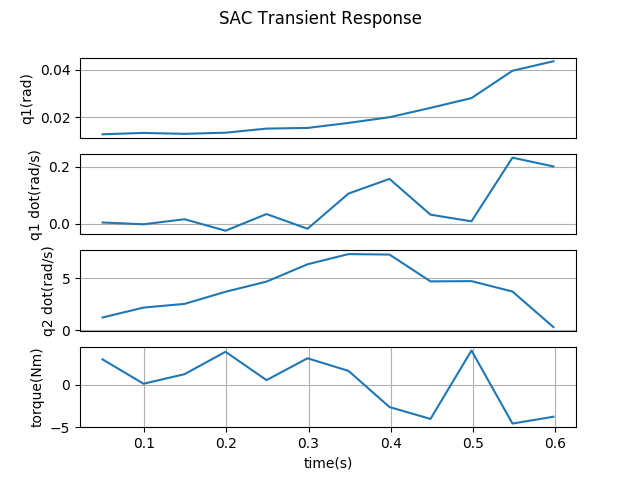 SAC Transient Response
q1(rad)
0.04
0.02
q1 dot(rad/s)
0.2
0.0
q2 dot(rad/s)
5
0
torque(Nm)
0
−5
0.1 0.2 0.3 0.4 0.5 0.6
time(s)